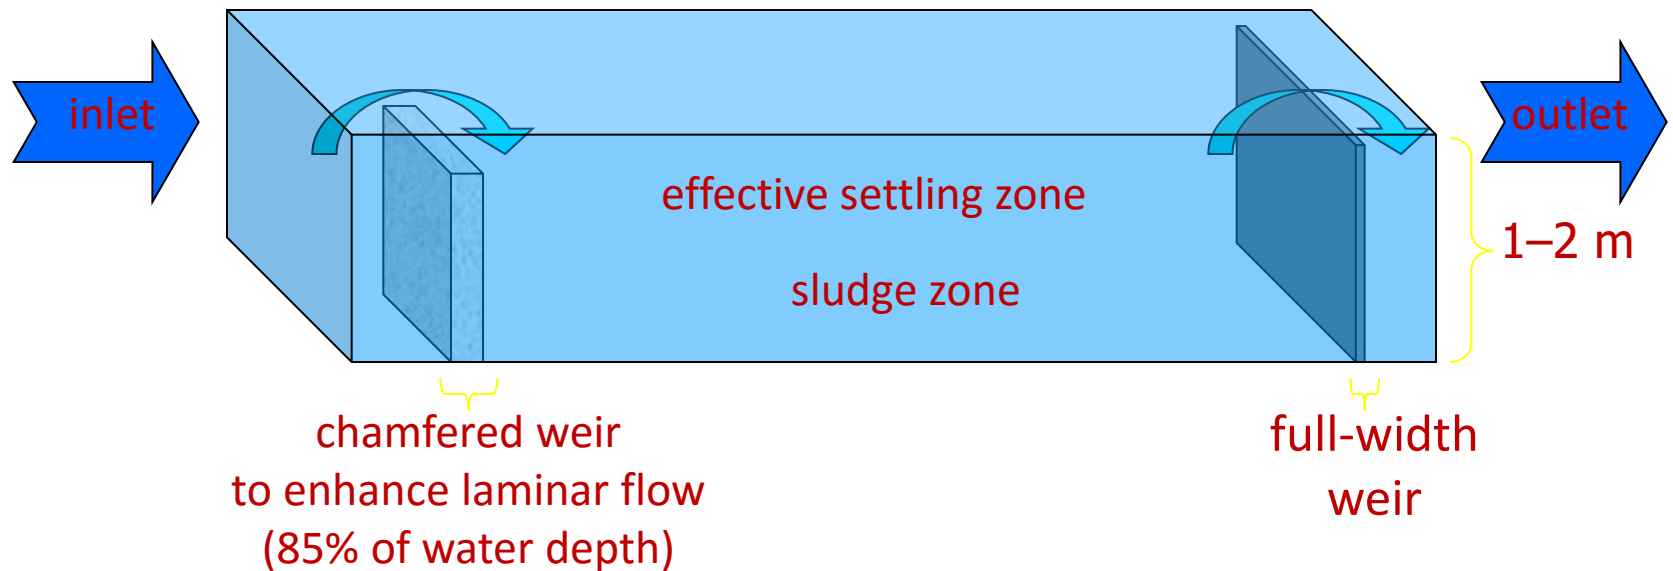 inlet
outlet
effective settling zone
1–2 m
sludge zone
chamfered weir
to enhance laminar flow
(85% of water depth)
full-width
weir